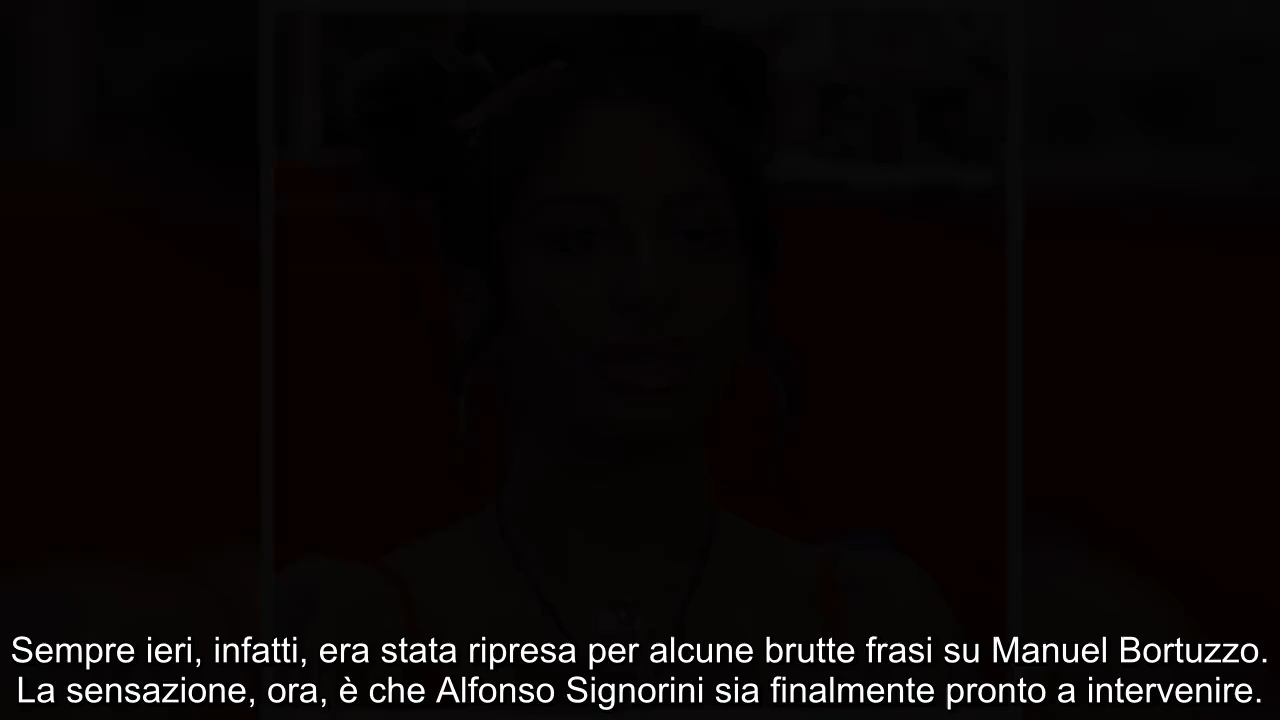 Sempre ieri, infatti, era stata ripresa per alcune brutte frasi su Manuel Bortuzzo.
La sensazione, ora, è che Alfonso Signorini sia finalmente pronto a intervenire.